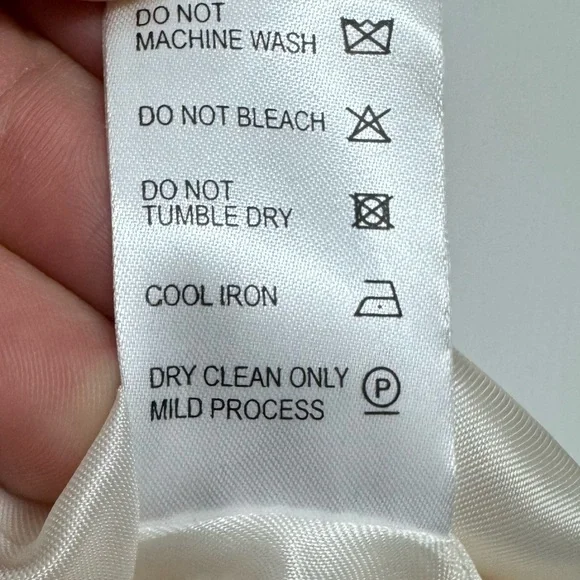 DO NOT
MACHINE WASH
DO NOT BLEACH
DO NOT
TUMBLE DRY
COOL IRON
DRY CLEAN ONLY
MILD PROCESS
P